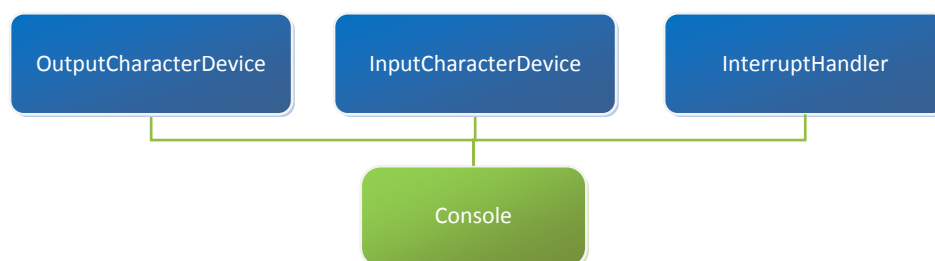 OutputCharacterDevice
InputCharacterDevice
InterruptHandler
Console